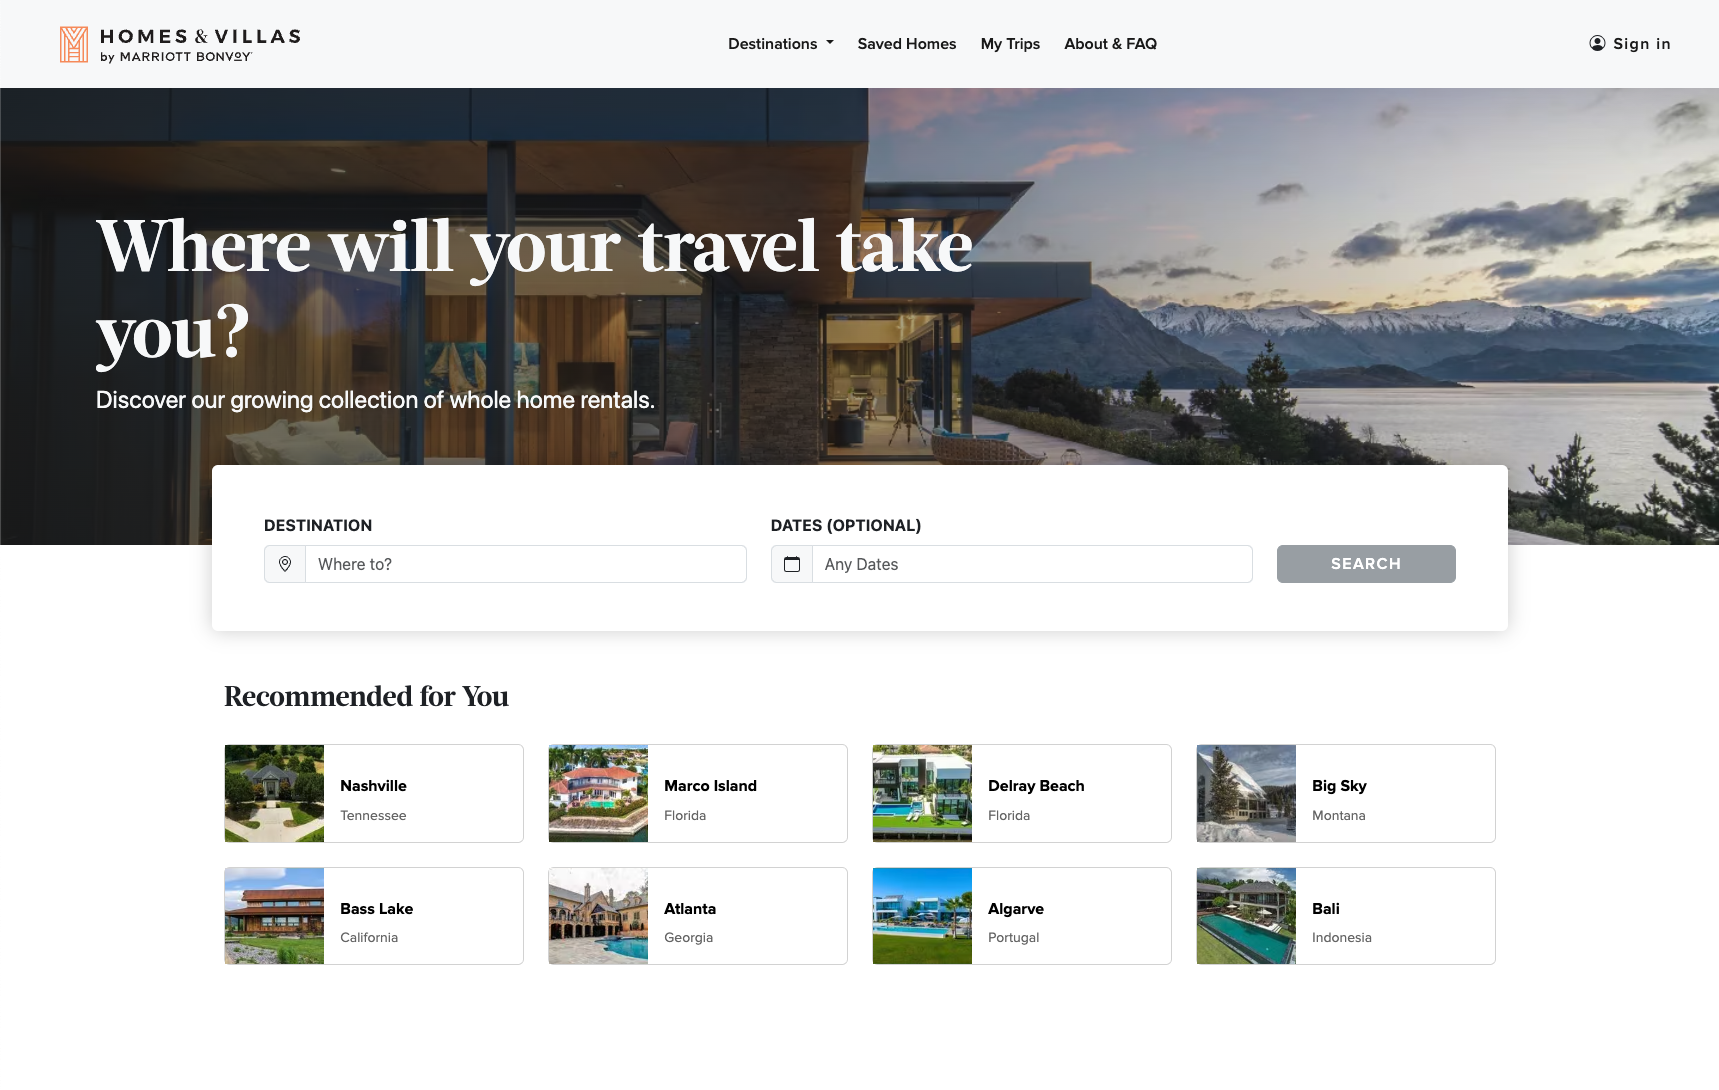 HOMES & VILLAS
by MARRIOTT BONVOY
Destinations
Saved Homes
My Trips
About & FAQ
Sign in
Where will your travel take
you?
Discover our growing collection of whole home rentals.
DESTINATION
Where to?
DATES (OPTIONAL)
Any Dates
SEARCH
Recommended for You
Nashville
Tennessee
Marco Island
Florida
Delray Beach
Florida
Big Sky
Montana
Bass Lake
California
Atlanta
Georgia
Algarve
Portugal
Bali
Indonesia